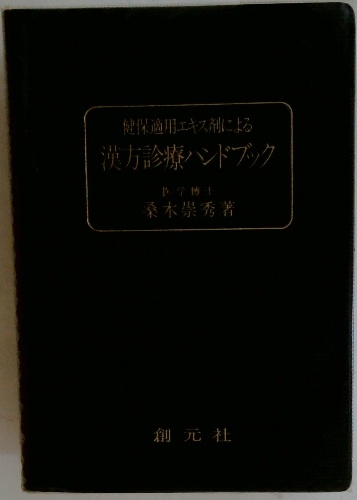 健保適用エキス剤による
漢方診療ハンドブック
医学博士
桑木崇秀著
創元社